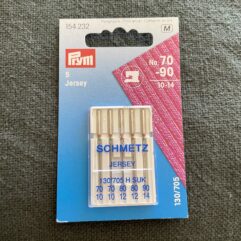 154 232
M
Prym
No. 70
-90
10-14
5
Jersey
SCHMETZ
JERSEY
130/705 H SUK
70 70 80 80 90
10 10 12 12 14
130/705